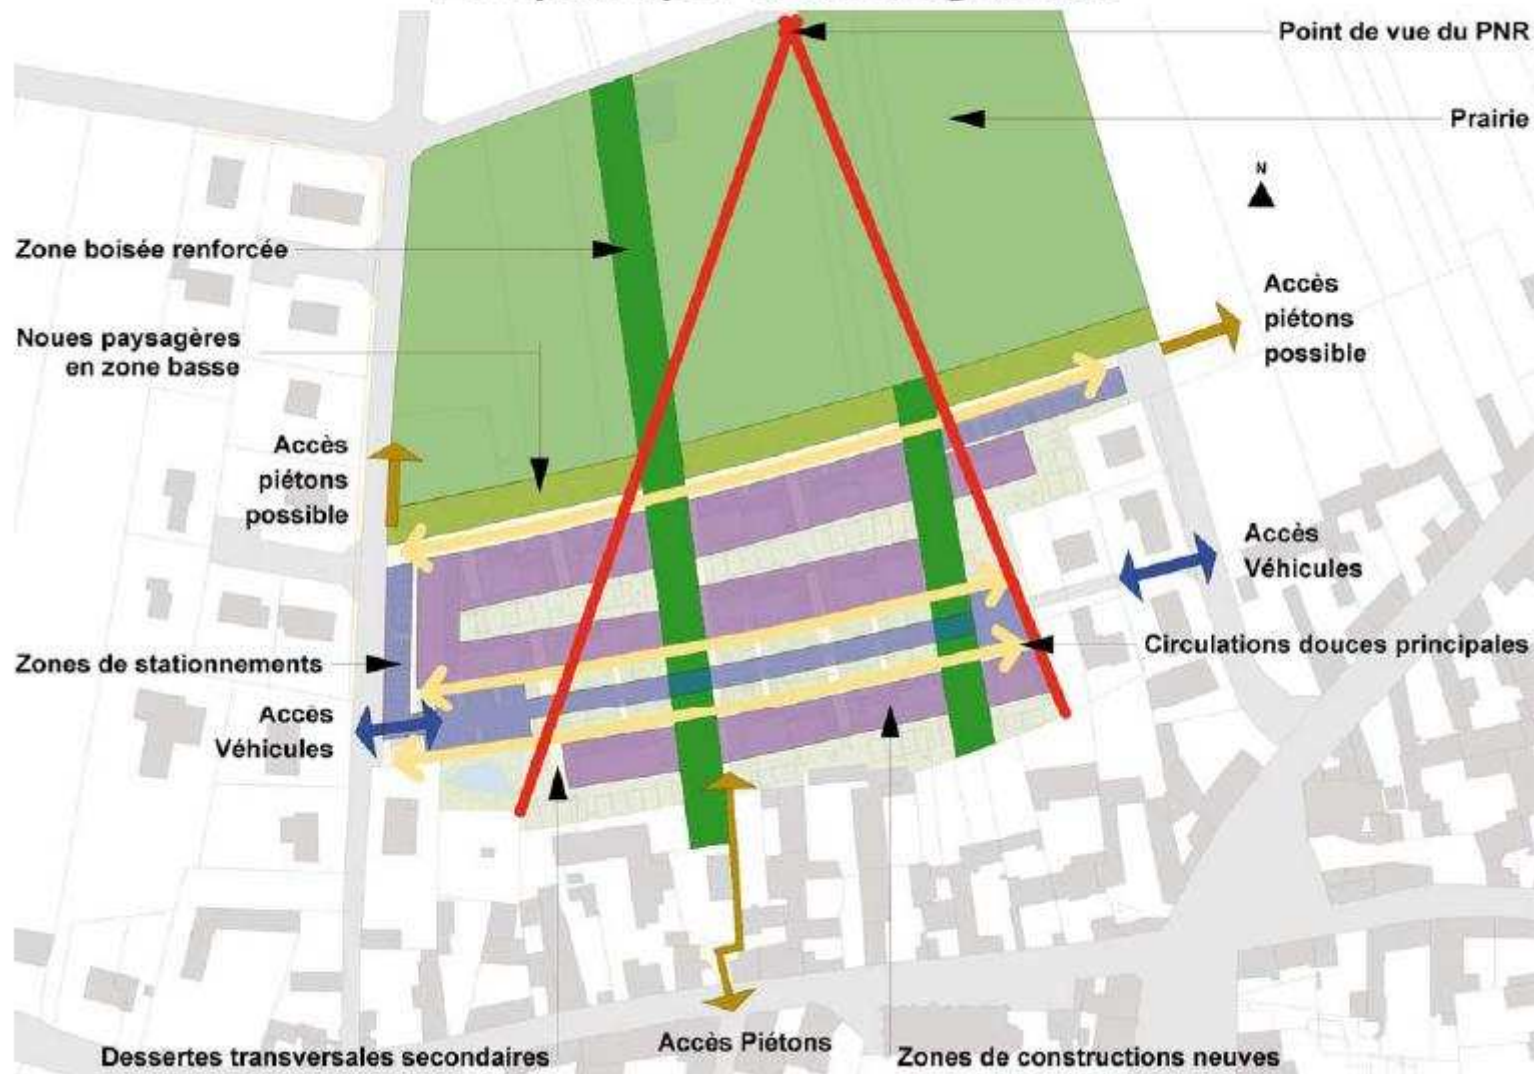 Point de vue du PNR
Prairie
N
Zone boisée renforcée
Accès
piétons
possible
Noues paysagères
en zone basse
Accès
piétons
possible
Accès
Véhicules
Zones de stationnements
Circulations douces principales
Accès
Véhicules
Accès Piétons
Dessertes transversales secondaires
Zones de constructions neuves